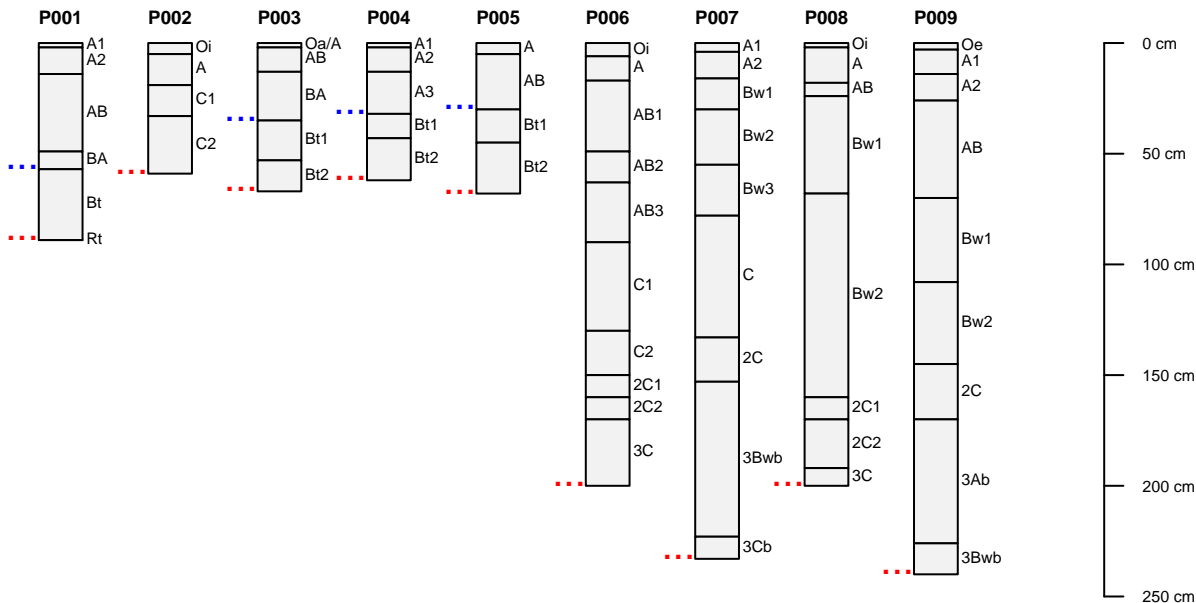 P001 P002 P003 P004 P005 P006 P007 P008 P009
A1
A2
AB
BA
Bt
Rt
Oi
A
C1
C2
Oa/A
AB
BA
Bt1
Bt2
A1
A2
A3
Bt1
Bt2
A
AB
Bt1
Bt2
Oi
A
AB1
AB2
AB3
C1
C2
2C1
2C2
3C
A1
A2
Bw1
Bw2
Bw3
C
2C
3Bwb
3Cb
Oi
A
AB
Bw1
Bw2
2C1
2C2
3C
Oe
A1
A2
AB
Bw1
Bw2
2C
3Ab
3Bwb
0 cm
50 cm
100 cm
150 cm
200 cm
250 cm